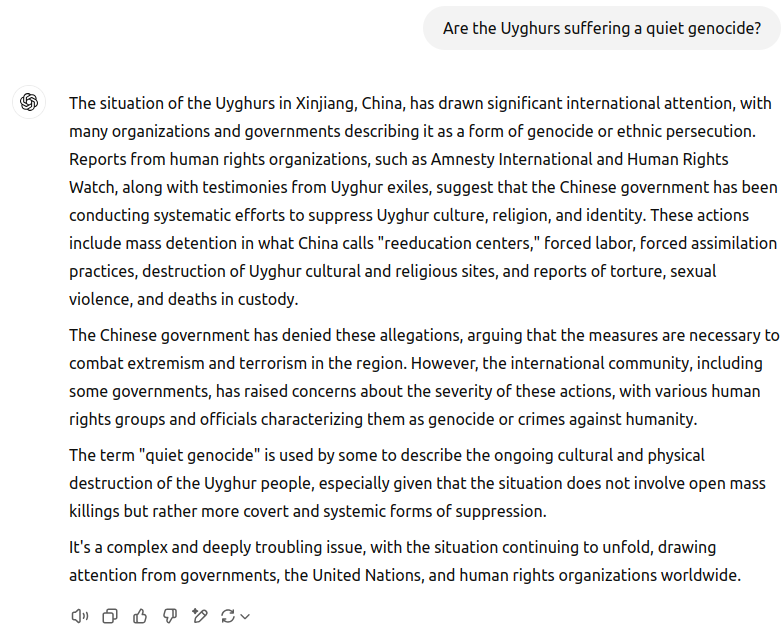 Are the Uyghurs suffering a quiet genocide?
The situation of the Uyghurs in Xinjiang, China, has drawn significant international attention, with
many organizations and governments describing it as a form of genocide or ethnic persecution.
Reports from human rights organizations, such as Amnesty International and Human Rights
Watch, along with testimonies from Uyghur exiles, suggest that the Chinese government has been
conducting systematic efforts to suppress Uyghur culture, religion, and identity. These actions
include mass detention in what China calls "reeducation centers," forced labor, forced assimilation
practices, destruction of Uyghur cultural and religious sites, and reports of torture, sexual
violence, and deaths in custody.
The Chinese government has denied these allegations, arguing that the measures are necessary to
combat extremism and terrorism in the region. However, the international community, including
some governments, has raised concerns about the severity of these actions, with various human
rights groups and officials characterizing them as genocide or crimes against humanity.
The term "quiet genocide" is used by some to describe the ongoing cultural and physical
destruction of the Uyghur people, especially given that the situation does not involve open mass
killings but rather more covert and systemic forms of suppression.
It's a complex and deeply troubling issue, with the situation continuing to unfold, drawing
attention from governments, the United Nations, and human rights organizations worldwide.